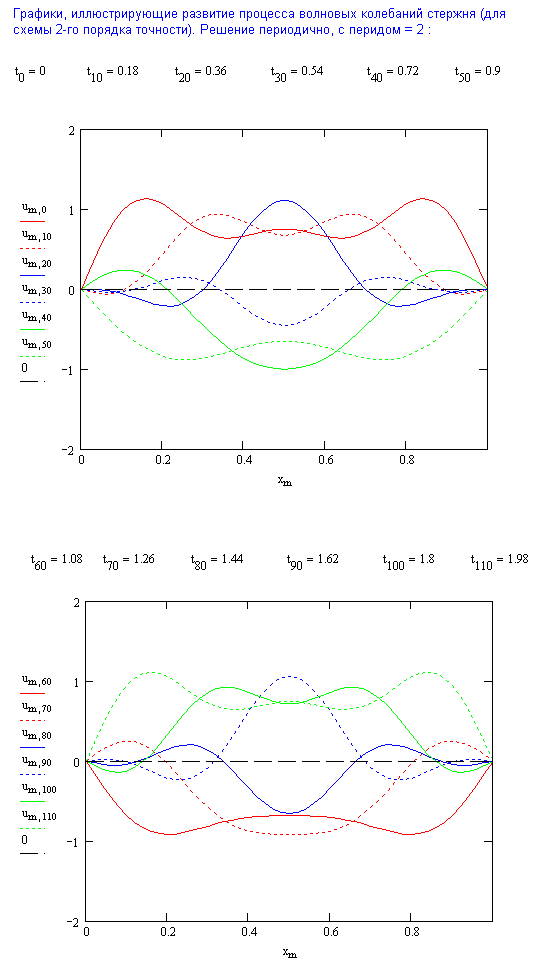 Графики, иллюстрирующие развитие процесса волновых колебаний стержня (для
схемы 2-го порядка точности). Решение периодично, с перидом = 2 :
t0 = 0 t10 = 0.18 t20 = 0.36 t30 = 0.54 t40 = 0.72 t50 = 0.9
2
1
0
−1
−2
um,0
um,10
um,20
um,30
um,40
um,50
0
0 0.2 0.4 0.6 0.8
xm
t60 = 1.08 t70 = 1.26 t80 = 1.44 t90 = 1.62 t100 = 1.8 t110 = 1.98
2
1
0
−1
−2
um,60
um,70
um,80
um,90
um,100
um,110
0
0 0.2 0.4 0.6 0.8
xm